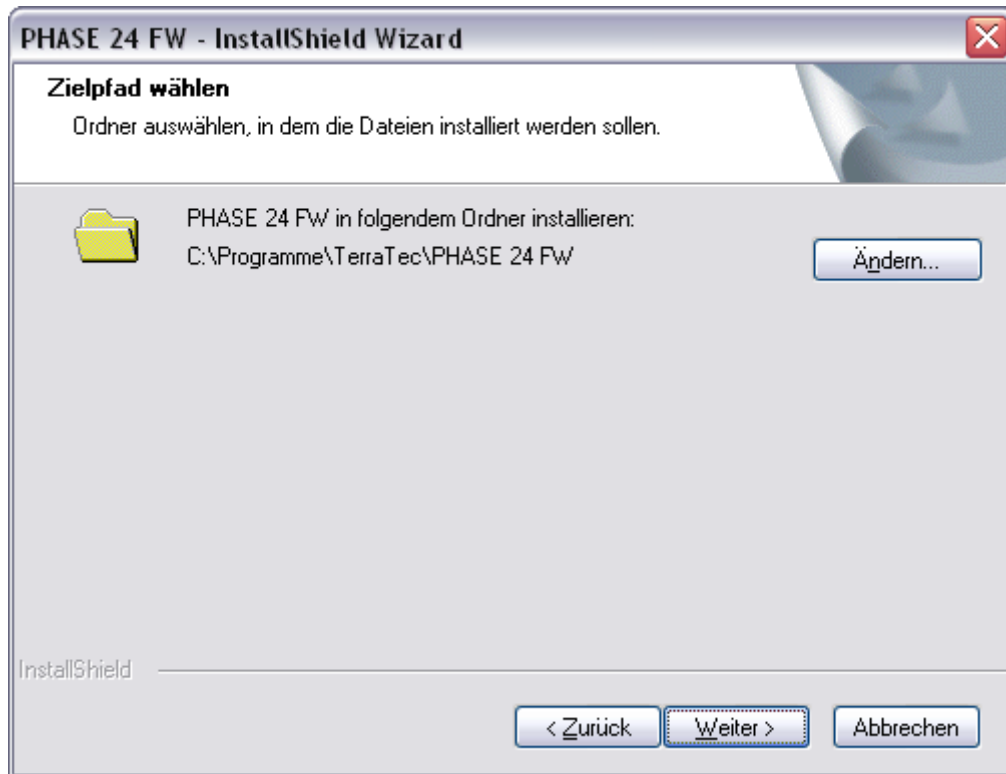 PHASE 24 FW - InstallShield Wizard
Zielpfad wählen
Ordner auswählen, in dem die Dateien installiert werden sollen.
PHASE 24 FW in folgendem Ordner installieren:
C:\Programme\TerraTec\PHASE 24 FW
Ändern...
InstallShield
< Zurück
Weiter >
Abbrechen